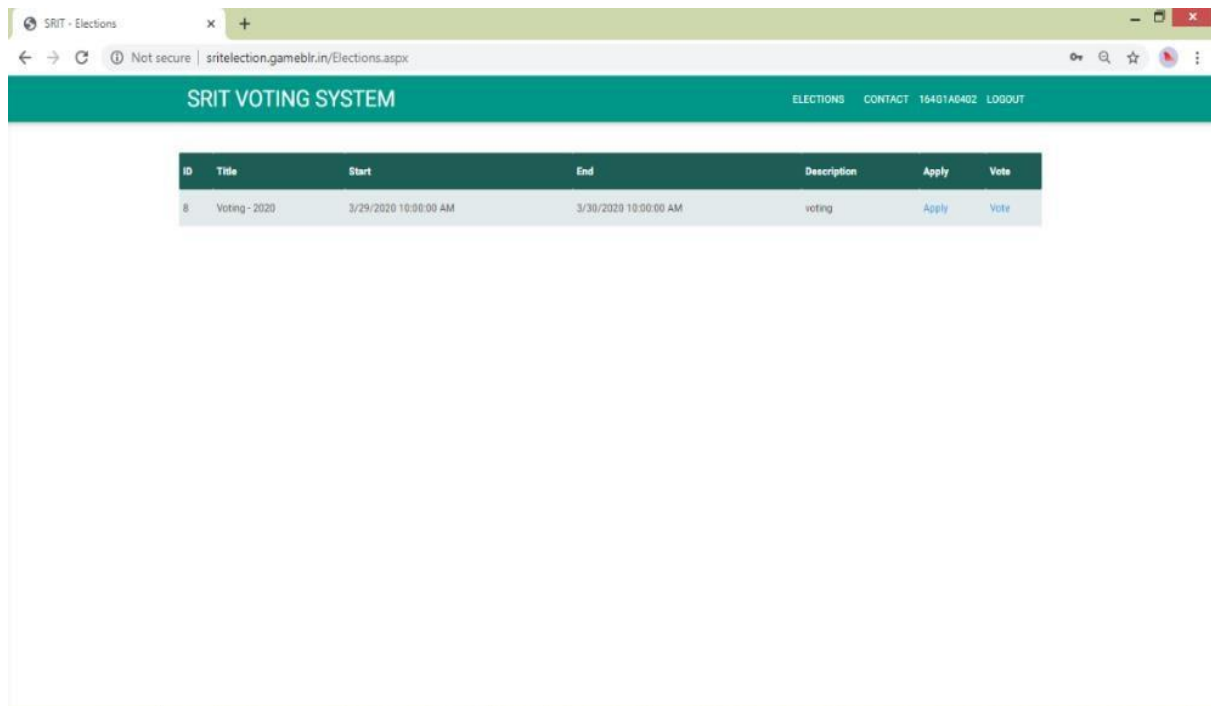 SRIT - Elections
Not secure | sritelection.gameblr.in/Elections.aspx
SRIT VOTING SYSTEM ELECTIONS CONTACT 164G1A0402 LOGOUT
ID Title Start End Description Apply Vote
8 Voting - 2020 3/29/2020 10:00:00 AM 3/30/2020 10:00:00 AM voting Apply Vote